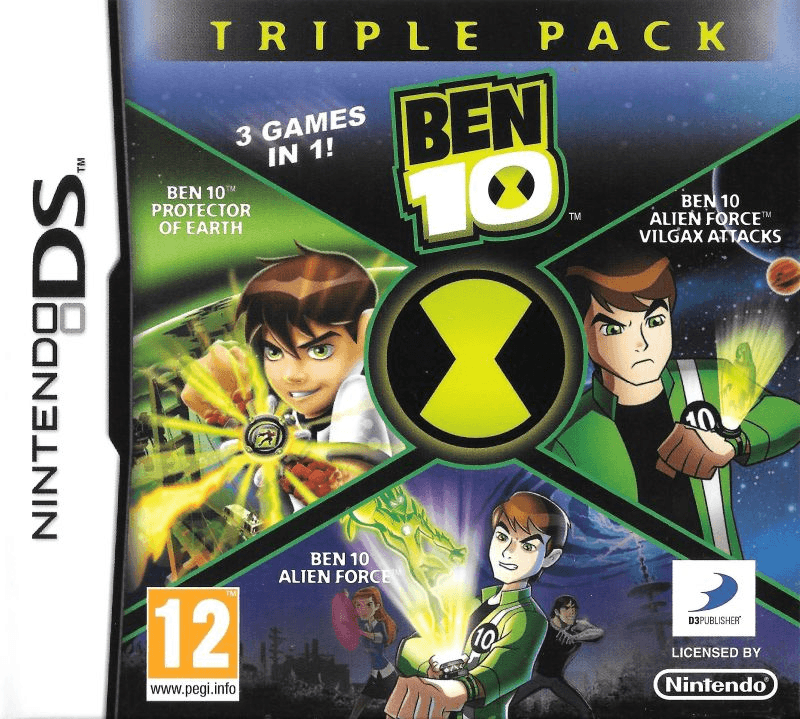 TRIPLE PACK
NINTENDO DS™
3 GAMES
IN 1!
BEN
10
™
BEN 10™
PROTECTOR
OF EARTH
BEN 10
ALIEN FORCE™
VILGAX ATTACKS
10
BEN 10
ALIEN FORCE™
10
12
™
www.pegi.info
D3PUBLISHER®
LICENSED BY
Nintendo®